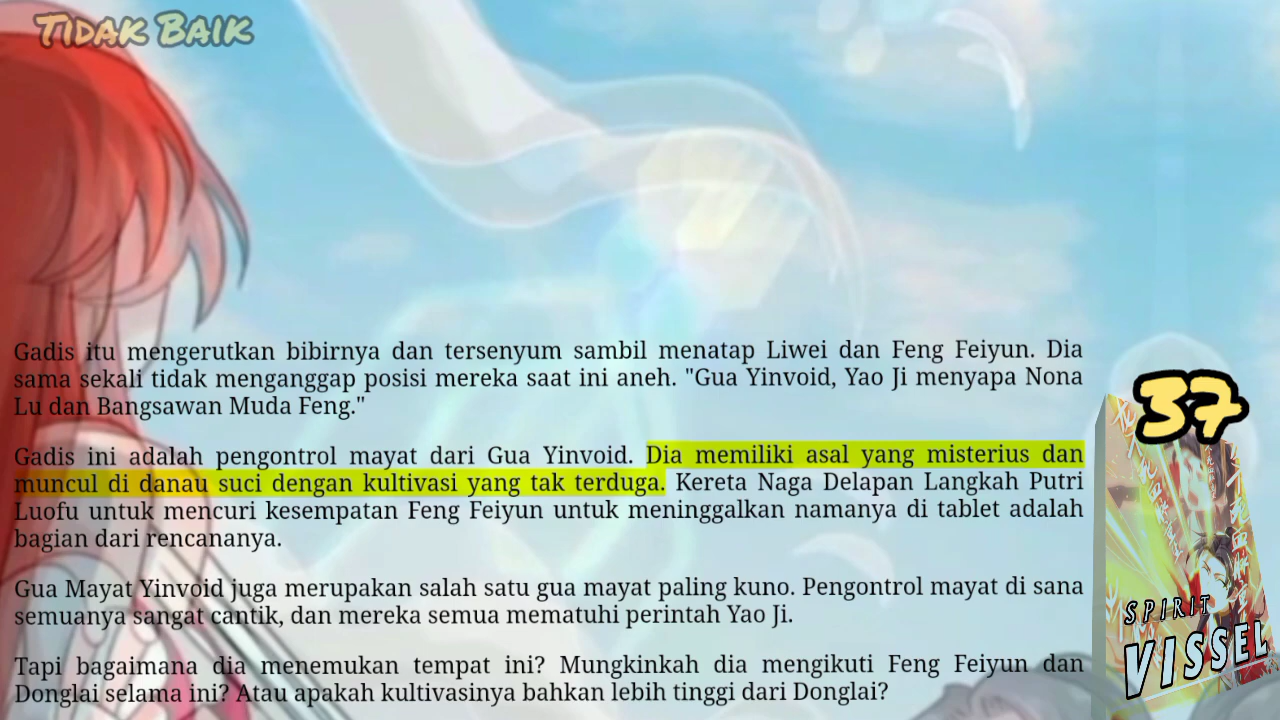 Tidak Baik
Gadis itu mengerutkan bibirnya dan tersenyum sambil menatap Liwei dan Feng Feiyun. Dia
sama sekali tidak menganggap posisi mereka saat ini aneh. "Gua Yinvoid, Yao Ji menyapa Nona
Lu dan Bangsawan Muda Feng."
Gadis ini adalah pengontrol mayat dari Gua Yinvoid. Dia memiliki asal yang misterius dan
muncul di danau suci dengan kultivasi yang tak terduga. Kereta Naga Delapan Langkah Putri
Luofu untuk mencuri kesempatan Feng Feiyun untuk meninggalkan namanya di tablet adalah
bagian dari rencananya.
Gua Mayat Yinvoid juga merupakan salah satu gua mayat paling kuno. Pengontrol mayat di sana
semuanya sangat cantik, dan mereka semua mematuhi perintah Yao Ji.
Tapi bagaimana dia menemukan tempat ini? Mungkinkah dia mengikuti Feng Feiyun dan
Donglai selama ini? Atau apakah kultivasinya bahkan lebih tinggi dari Donglai?
37
SPIRIT
VISSEL